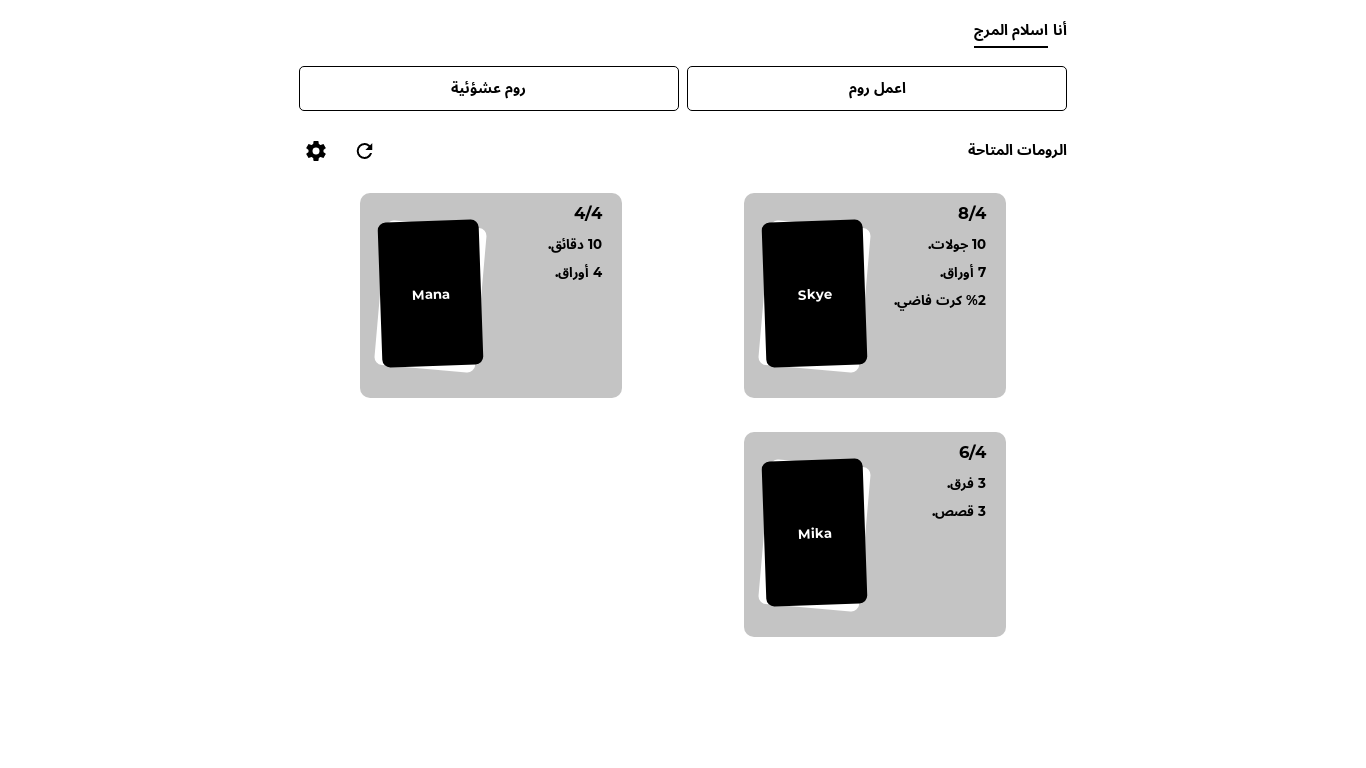 أنا اسلام المرج
اعمل روم
روم عشؤئية
الرومات المتاحة
8/4
10 جولات.
7 أوراق.
%2 كرت فاضي.
Skye
4/4
10 دقائق.
4 أوراق.
Mana
6/4
3 فرق.
3 قصص.
Mika